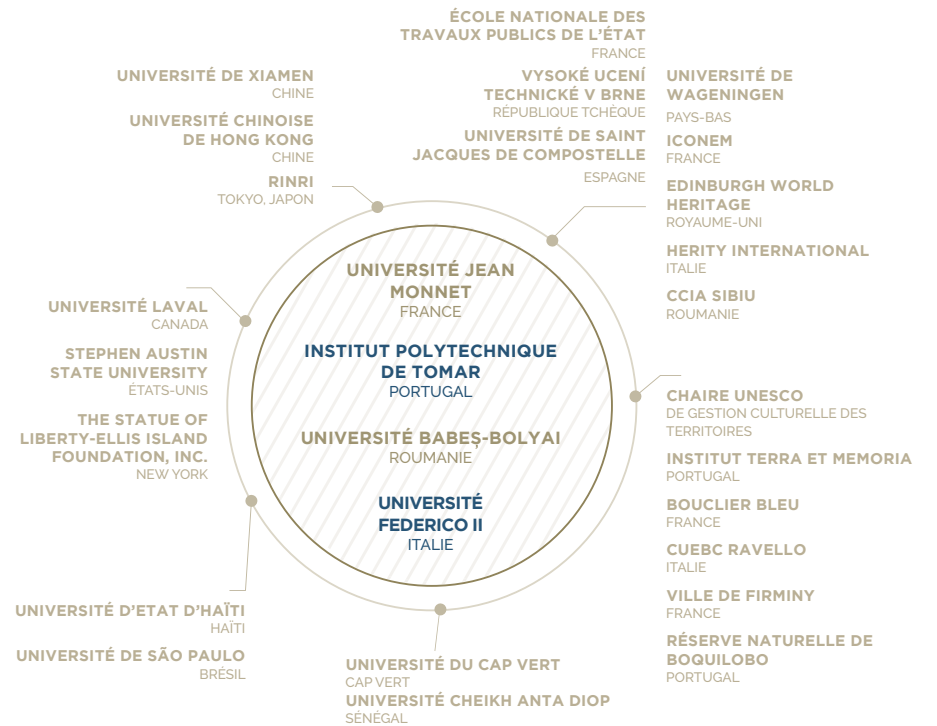 ÉCOLE NATIONALE DES
TRAVAUX PUBLICS DE L'ÉTAT
FRANCE
VYSOKÉ UCENÍ
TECHNICKÉ V BRNE
RÉPUBLIQUE TCHÈQUE
UNIVERSITÉ DE SAINT
JACQUES DE COMPOSTELLE
ESPAGNE
UNIVERSITÉ DE
WAGENINGEN
PAYS-BAS
ICONEM
FRANCE
EDINBURGH WORLD
HERITAGE
ROYAUME-UNI
HERITY INTERNATIONAL
ITALIE
CCIA SIBIU
ROUMANIE
UNIVERSITÉ DE XIAMEN
CHINE
UNIVERSITÉ CHINOISE
DE HONG KONG
CHINE
RINRI
TOKYO, JAPON
UNIVERSITÉ JEAN
MONNET
FRANCE
INSTITUT POLYTECHNIQUE
DE TOMAR
PORTUGAL
UNIVERSITÉ BABEȘ-BOLYAI
ROUMANIE
UNIVERSITÉ
FEDERICO II
ITALIE
UNIVERSITÉ LAVAL
CANADA
STEPHEN AUSTIN
STATE UNIVERSITY
ÉTATS-UNIS
THE STATUE OF
LIBERTY-ELLIS ISLAND
FOUNDATION, INC.
NEW YORK
CHAIRE UNESCO
DE GESTION CULTURELLE DES
TERRITOIRES
INSTITUT TERRA ET MEMORIA
PORTUGAL
BOUCLIER BLEU
FRANCE
CUEBC RAVELLO
ITALIE
VILLE DE FIRMINY
FRANCE
RÉSERVE NATURELLE DE
BOQUILOBO
PORTUGAL
UNIVERSITÉ D'ETAT D'HAÏTI
HAÏTI
UNIVERSITÉ DE SÃO PAULO
BRÉSIL
UNIVERSITÉ DU CAP VERT
CAP VERT
UNIVERSITÉ CHEIKH ANTA DIOP
SÉNÉGAL